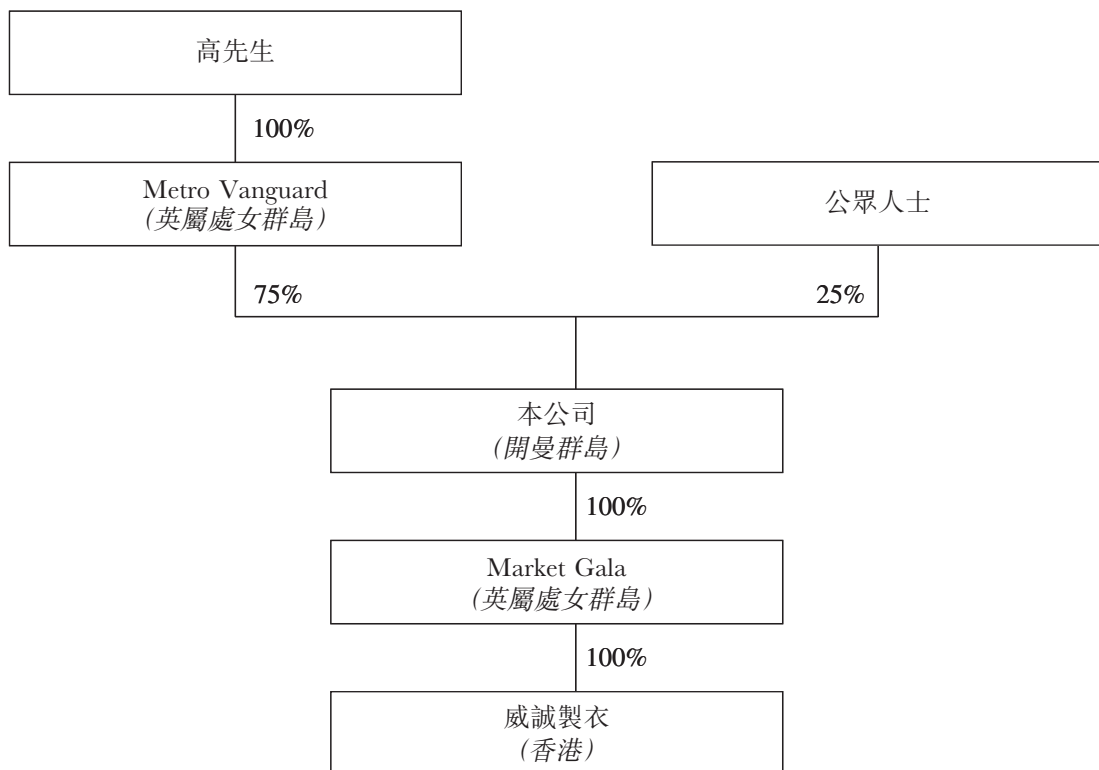 高先生
100%
Metro Vanguard
(英屬處女群島)
公眾人士
75%
25%
本公司
(開曼群島)
100%
Market Gala
(英屬處女群島)
100%
威誠製衣
(香港)